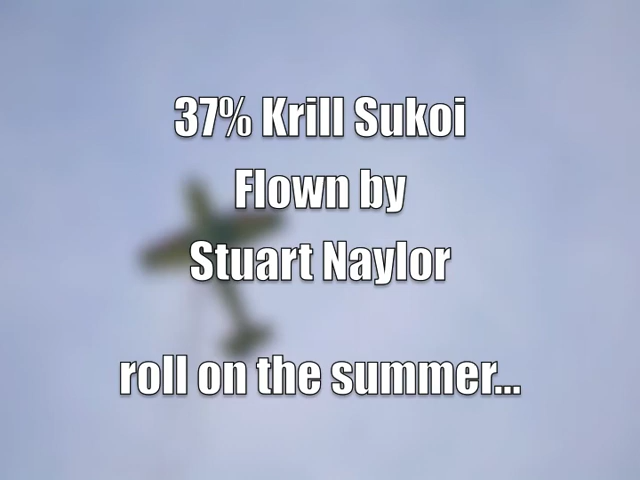 37% Krill Sukoi
Flown by
Stuart Naylor
roll on the summer...